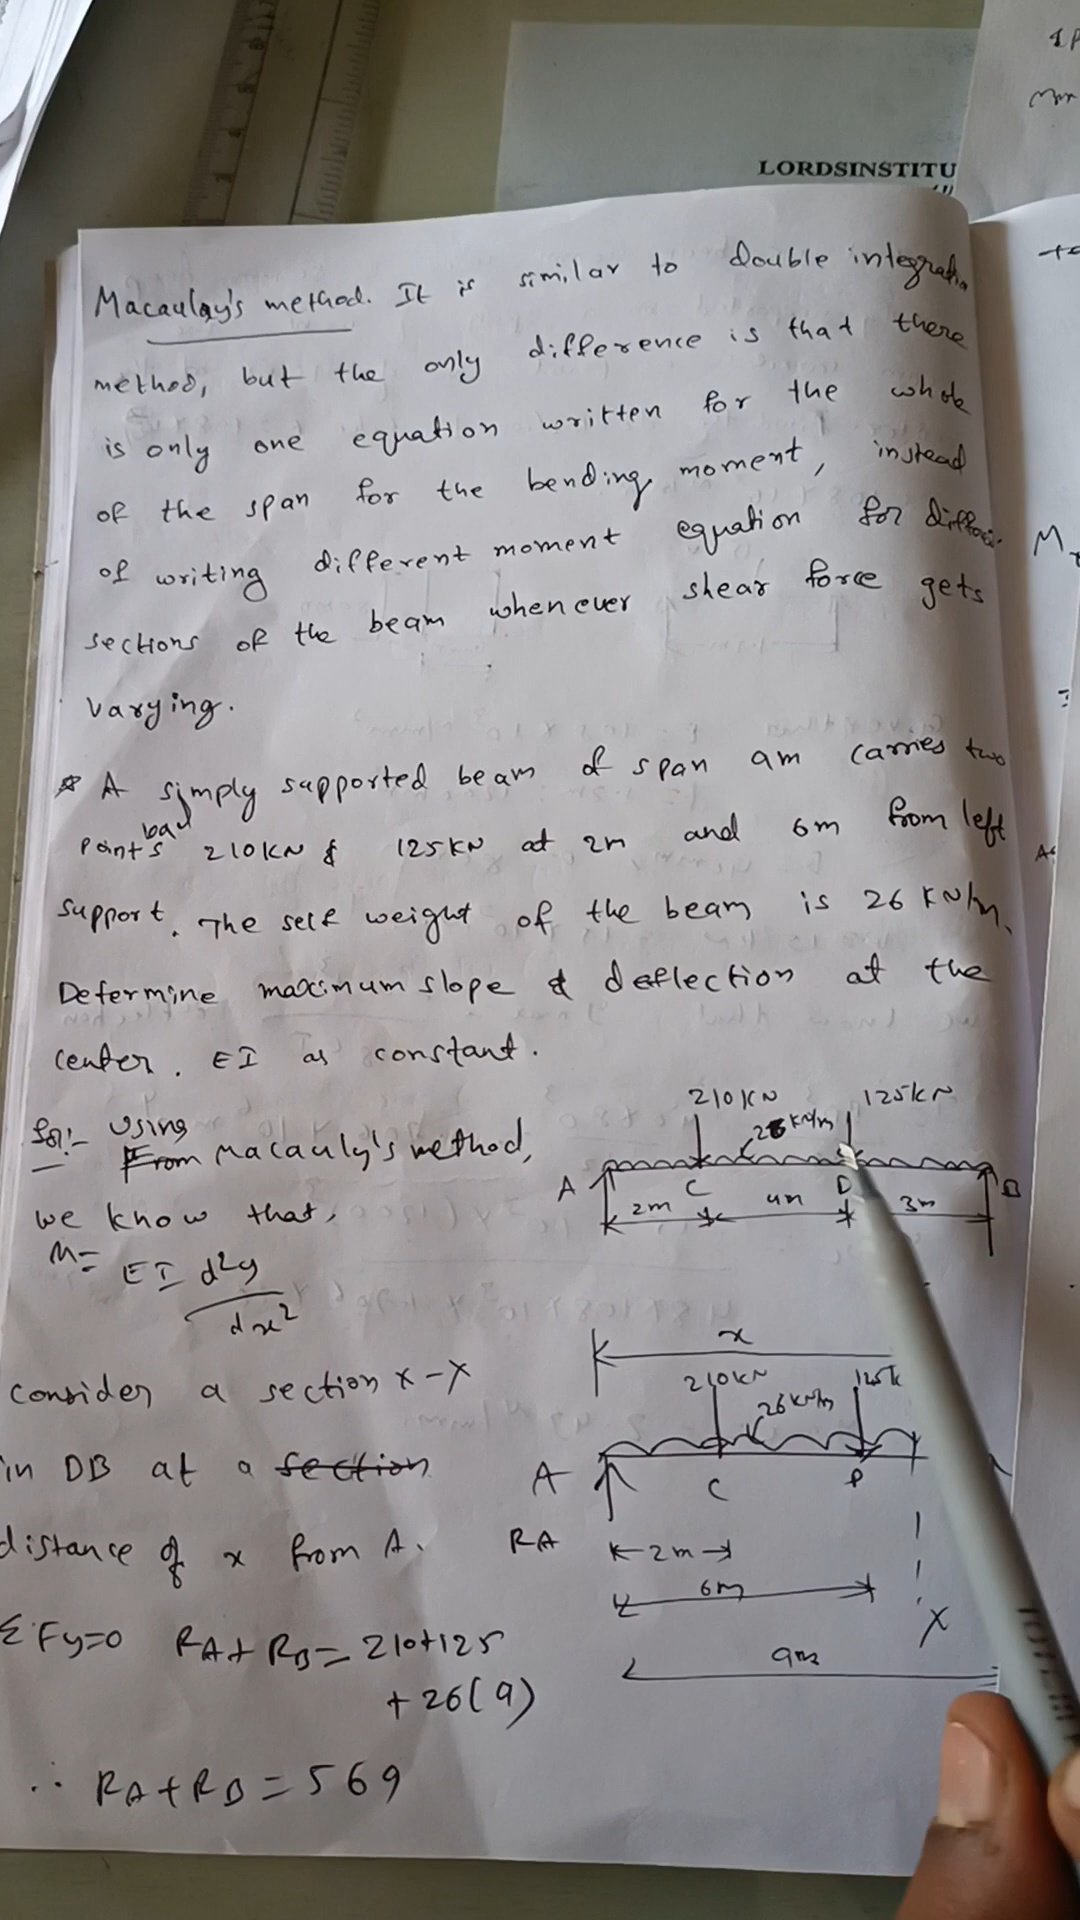 LORDSINSTITU
Macaulay's method. It is similar to double
method, but the only difference is that there
is only one equation written for the whole
of the span for the bending moment, instead
of writing different moment equation for
sections of the beam whenever shear force gets
varying.
A simply supported beam of span 9m carries two
points 210KN & 125KN at 2m and 6m from left
support. The self weight of the beam is 26 KN/m.
Determine maximum slope & deflection at the
center. EI as constant.
210KN 125KN
Sol:- Using
Macauly's method,
26 KN/m
A C D B
2m 4m 3m
we know that,
M= EI d²y
dx²
x
consider a section x-x
210KN 125k
26KN/m
in DB at a section
A C D
distance of x from A.
RA 2m
6m
X
9m
ΣFy=0 RA+RB= 210+125
+26(9)
∴ RA+RB=569